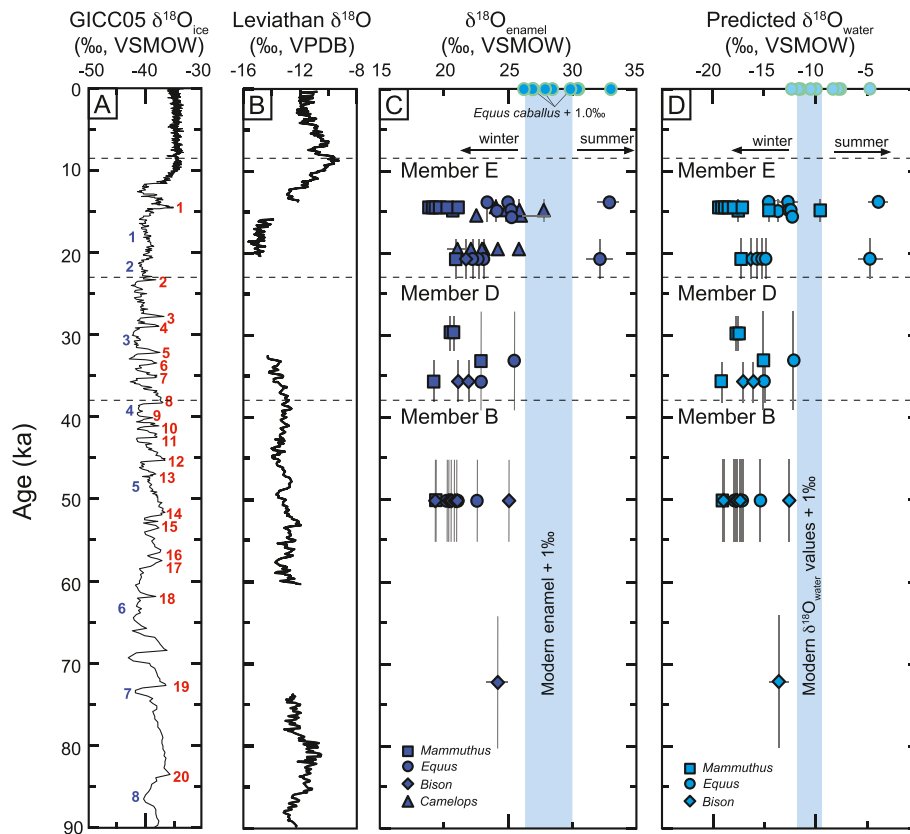 GICC05 δ18Oice
(‰, VSMOW)
-50 -40 -30
Leviathan δ18O
(‰, VPDB)
-16 -12 -8
δ18Oenamel
(‰, VSMOW)
15 20 25 30 35
Predicted δ18Owater
(‰, VSMOW)
-20 -15 -10 -5
A
B
C
D
Equus caballus + 1.0‰
winter summer
winter summer
Member E
Member E
Member D
Member D
Member B
Member B
Age (ka)
0
10
20
30
40
50
60
70
80
90
1
2
3
4
5
6
7
8
9
10
11
12
13
14
15
16
17
18
19
20
1
2
3
4
5
6
7
8
Modern enamel + 1‰
Modern δ18Owater values + 1‰
Mammuthus
Equus
Bison
Camelops
Mammuthus
Equus
Bison